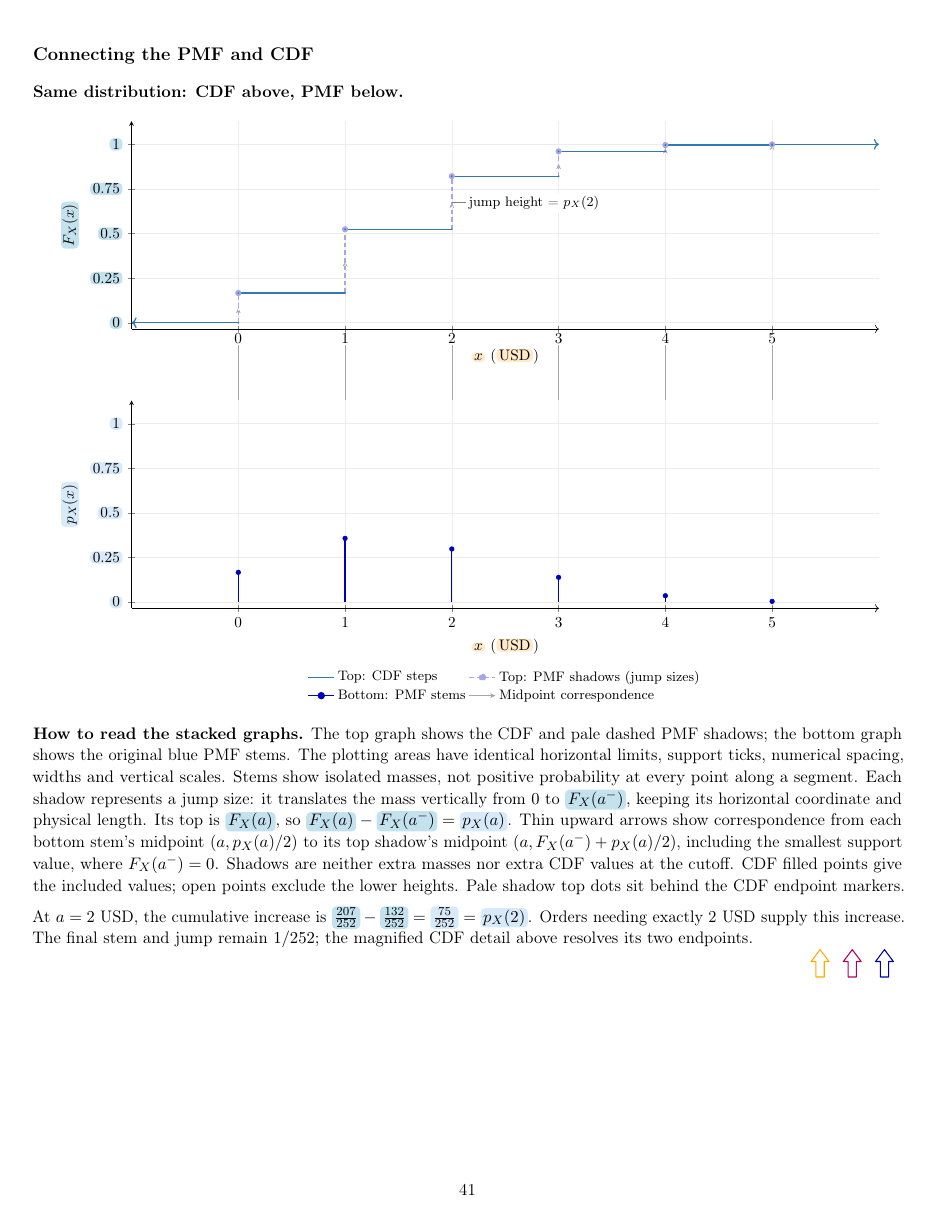 Connecting the PMF and CDF
Same distribution: CDF above, PMF below.
1
0.75
0.5
0.25
0
F_X(x)
jump height = p_X(2)
0 1 2 3 4 5
x (USD)
1
0.75
0.5
0.25
0
p_X(x)
0 1 2 3 4 5
x (USD)
Top: CDF steps Top: PMF shadows (jump sizes)
Bottom: PMF stems Midpoint correspondence
How to read the stacked graphs. The top graph shows the CDF and pale dashed PMF shadows; the bottom graph
shows the original blue PMF stems. The plotting areas have identical horizontal limits, support ticks, numerical spacing,
widths and vertical scales. Stems show isolated masses, not positive probability at every point along a segment. Each
shadow represents a jump size: it translates the mass vertically from 0 to F_X(a⁻), keeping its horizontal coordinate and
physical length. Its top is F_X(a), so F_X(a) − F_X(a⁻) = p_X(a). Thin upward arrows show correspondence from each
bottom stem's midpoint (a, p_X(a)/2) to its top shadow's midpoint (a, F_X(a⁻) + p_X(a)/2), including the smallest support
value, where F_X(a⁻) = 0. Shadows are neither extra masses nor extra CDF values at the cutoff. CDF filled points give
the included values; open points exclude the lower heights. Pale shadow top dots sit behind the CDF endpoint markers.
At a = 2 USD, the cumulative increase is 207/252 − 132/252 = 75/252 = p_X(2). Orders needing exactly 2 USD supply this increase.
The final stem and jump remain 1/252; the magnified CDF detail above resolves its two endpoints.
41